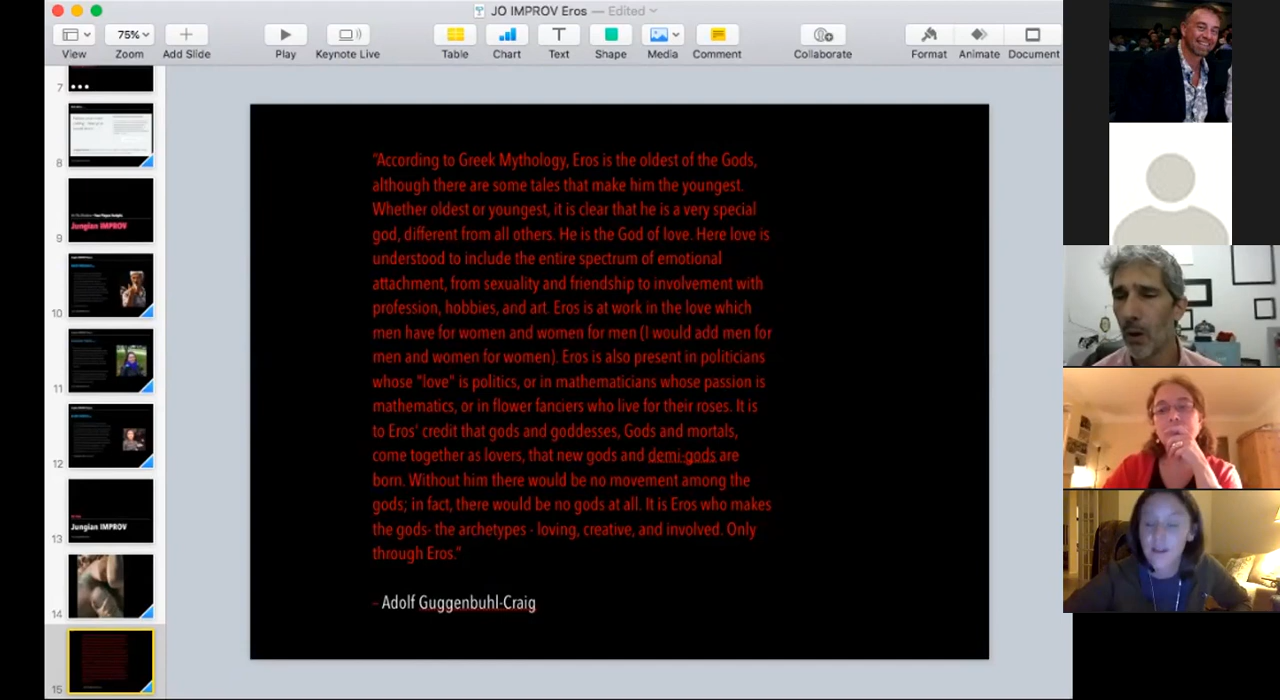 JO IMPROV Eros — Edited
75%
View
Zoom
Add Slide
Play
Keynote Live
Table
Chart
Text
Shape
Media
Comment
Collaborate
Format
Animate
Document
7
8
9
Jungian IMPROV
10
11
12
13
Jungian IMPROV
14
15
“According to Greek Mythology, Eros is the oldest of the Gods,
although there are some tales that make him the youngest.
Whether oldest or youngest, it is clear that he is a very special
god, different from all others. He is the God of love. Here love is
understood to include the entire spectrum of emotional
attachment, from sexuality and friendship to involvement with
profession, hobbies, and art. Eros is at work in the love which
men have for women and women for men (I would add men for
men and women for women). Eros is also present in politicians
whose "love" is politics, or in mathematicians whose passion is
mathematics, or in flower fanciers who live for their roses. It is
to Eros’ credit that gods and goddesses, Gods and mortals,
come together as lovers, that new gods and demi-gods are
born. Without him there would be no movement among the
gods; in fact, there would be no gods at all. It is Eros who makes
the gods- the archetypes - loving, creative, and involved. Only
through Eros.”
– Adolf Guggenbuhl-Craig